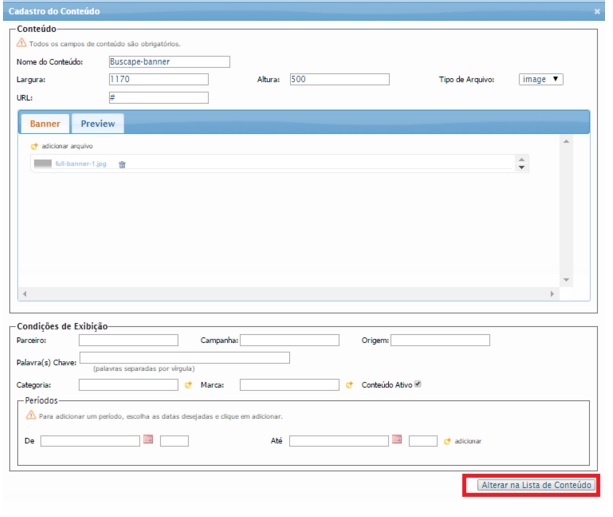 Cadastro do Conteúdo
Conteúdo
Todos os campos de conteúdo são obrigatórios.
Nome do Conteúdo: Buscape-banner
Largura: 1170 Altura: 500 Tipo de Arquivo: image
URL: #
Banner Preview
adicionar arquivo
full-banner-1.jpg
Condições de Exibição
Parceiro: Campanha: Origem:
Palavra(s) Chave:
(palavras separadas por vírgula)
Categoria: Marca: Conteúdo Ativo
Períodos
Para adicionar um período, escolha as datas desejadas e clique em adicionar.
De Até adicionar
Alterar na Lista de Conteúdo